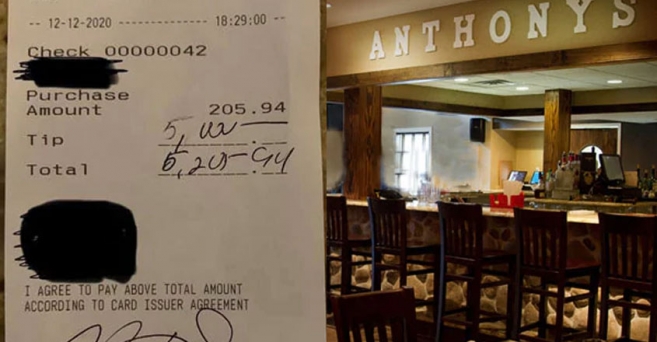 -- 12-12-2020 --------------- 18:29:00 --
Check 00000042
Purchase
Amount 205.94
Tip 5,000
Total 5,205.94
I AGREE TO PAY ABOVE TOTAL AMOUNT
ACCORDING TO CARD ISSUER AGREEMENT
ANTHONYS